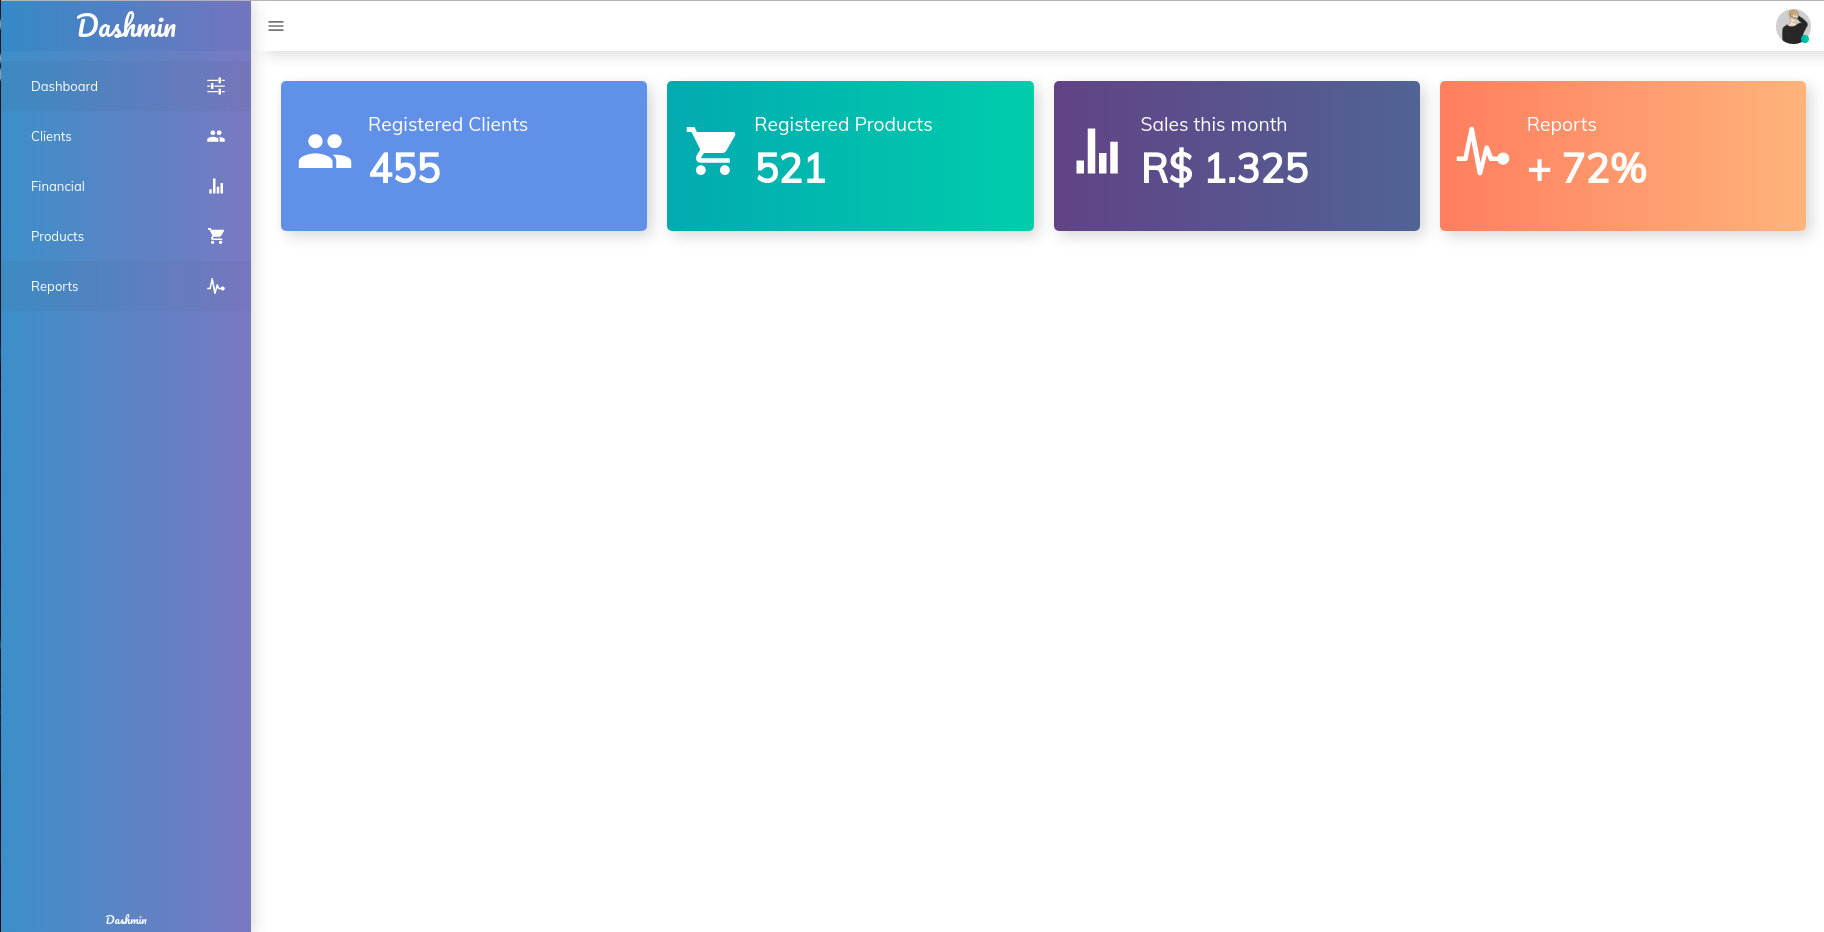 Dashmin
Dashboard
Clients
Financial
Products
Reports
Dashmin
Registered Clients
455
Registered Products
521
Sales this month
R$ 1.325
Reports
+ 72%